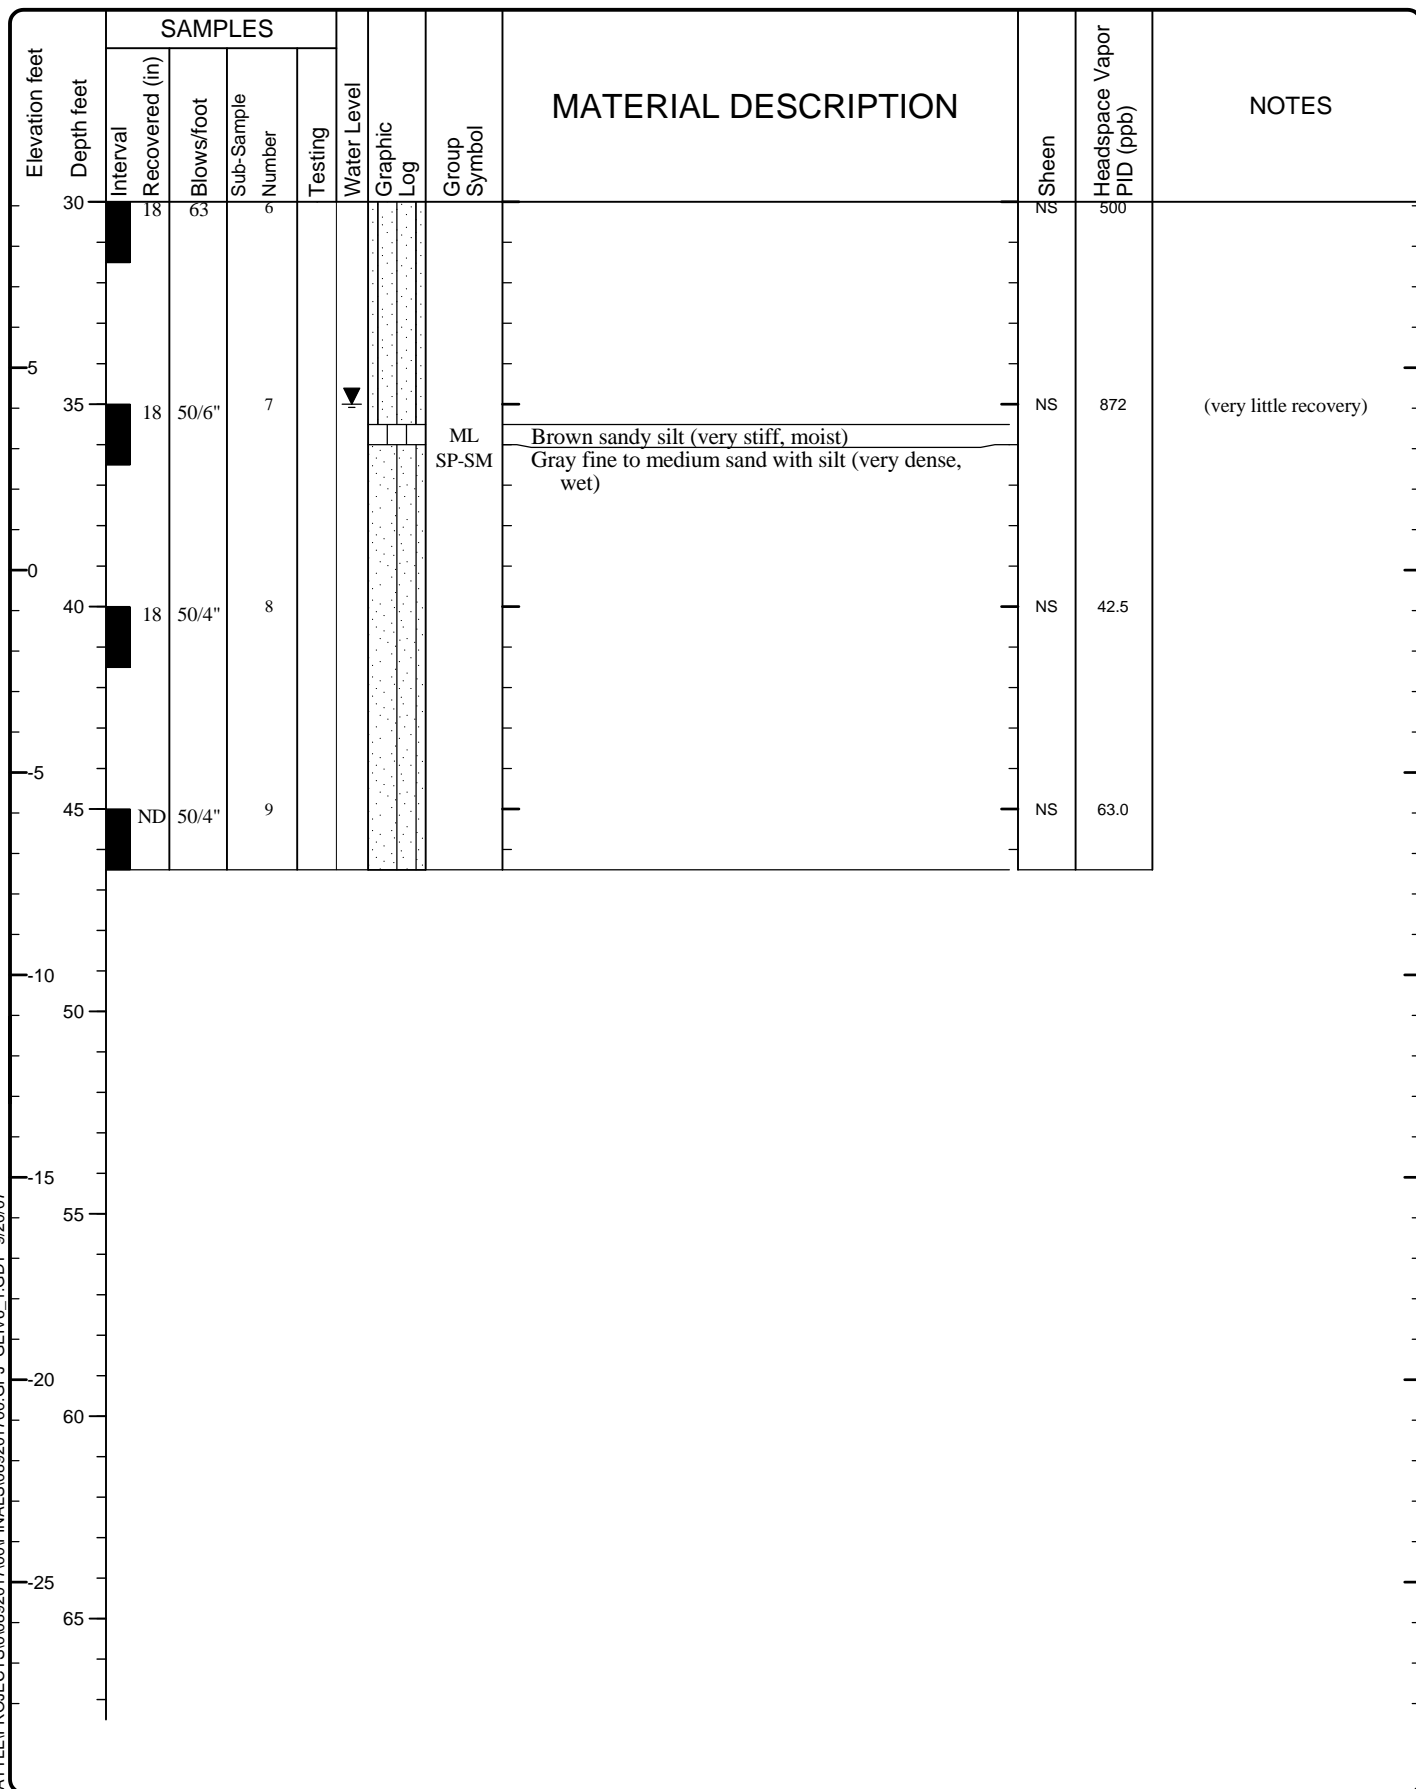 SAMPLES
Elevation feet
Depth feet
Interval
Recovered (in)
Blows/foot
Sub-Sample
Number
Testing
Water Level
Graphic
Log
Group
Symbol
MATERIAL DESCRIPTION
Sheen
Headspace Vapor
PID (ppb)
NOTES
30 18 63 6 NS 500
5
35 18 50/6" 7 NS 872 (very little recovery)
ML Brown sandy silt (very stiff, moist)
SP-SM Gray fine to medium sand with silt (very dense,
wet)
0
40 18 50/4" 8 NS 42.5
-5
45 ND 50/4" 9 NS 63.0
-10
50
-15
55
-20
60
-25
65